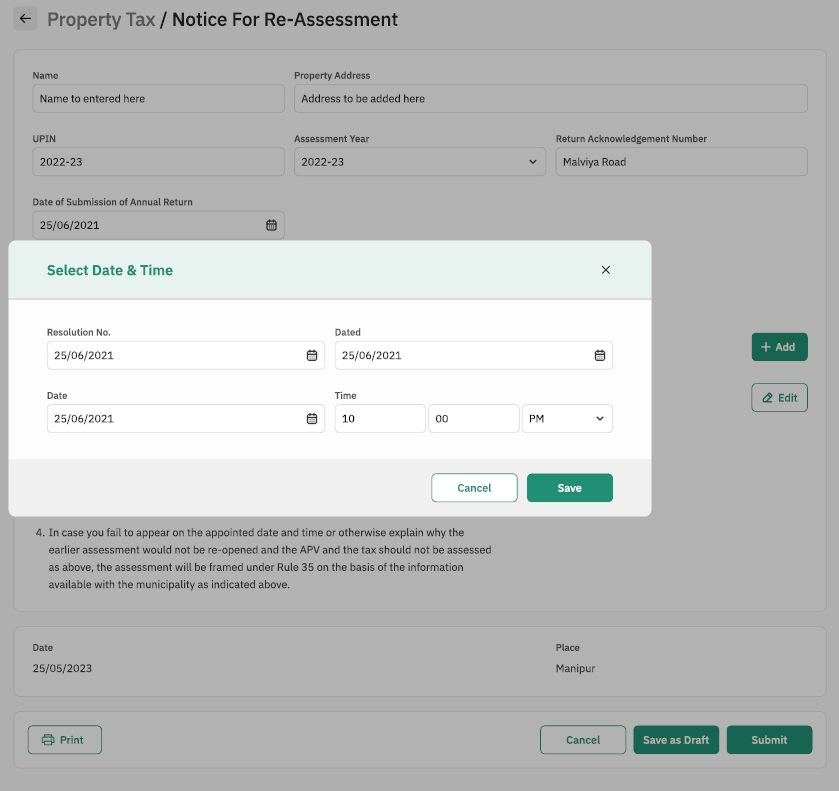 Property Tax / Notice For Re-Assessment
Name
Property Address
Name to entered here
Address to be added here
UPIN
Assessment Year
Return Acknowledgement Number
2022-23
2022-23
Malviya Road
Date of Submission of Annual Return
25/06/2021
Select Date & Time
Resolution No.
Dated
25/06/2021
25/06/2021
Date
Time
25/06/2021
10
00
PM
Cancel
Save
+ Add
Edit
4. In case you fail to appear on the appointed date and time or otherwise explain why the
earlier assessment would not be re-opened and the APV and the tax should not be assessed
as above, the assessment will be framed under Rule 35 on the basis of the information
available with the municipality as indicated above.
Date
Place
25/05/2023
Manipur
Print
Cancel
Save as Draft
Submit